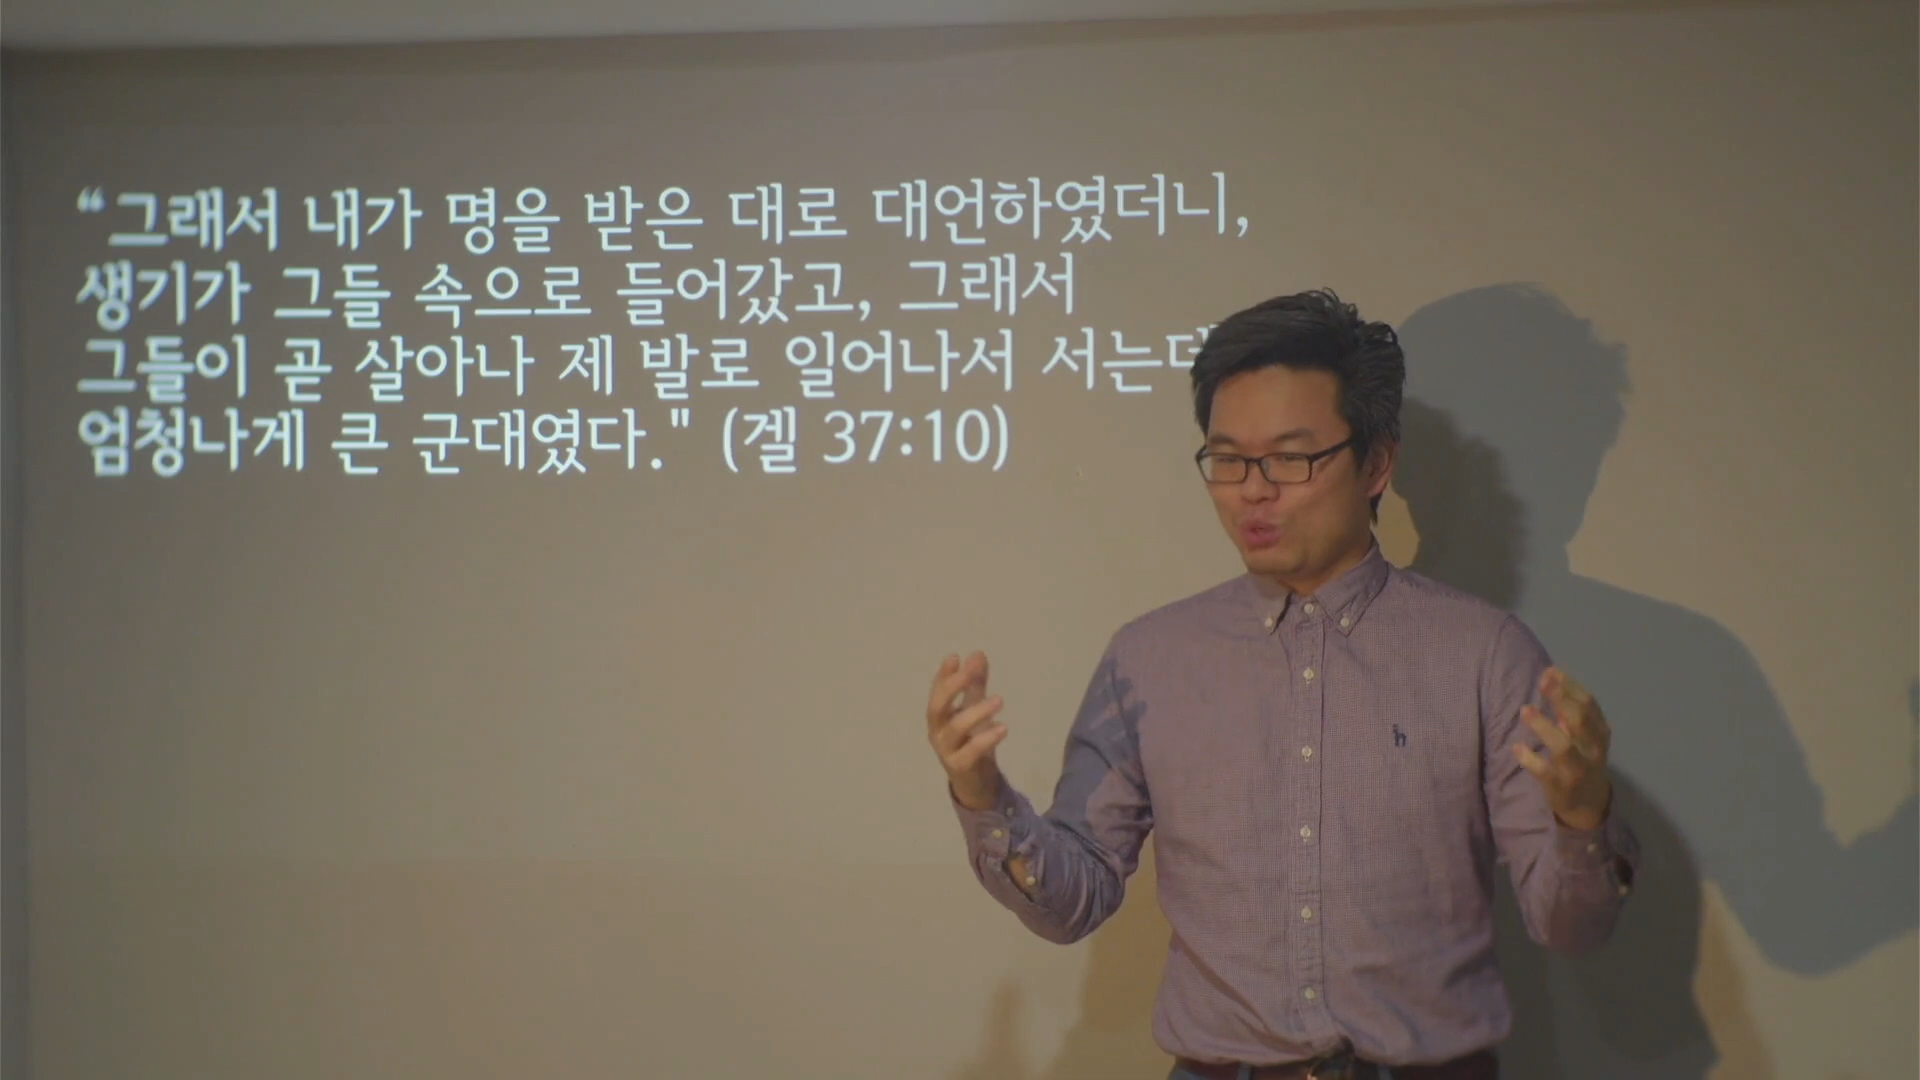 “그래서 내가 명을 받은 대로 대언하였더니,
생기가 그들 속으로 들어갔고, 그래서
그들이 곧 살아나 제 발로 일어나서 서는데
엄청나게 큰 군대였다." (겔 37:10)